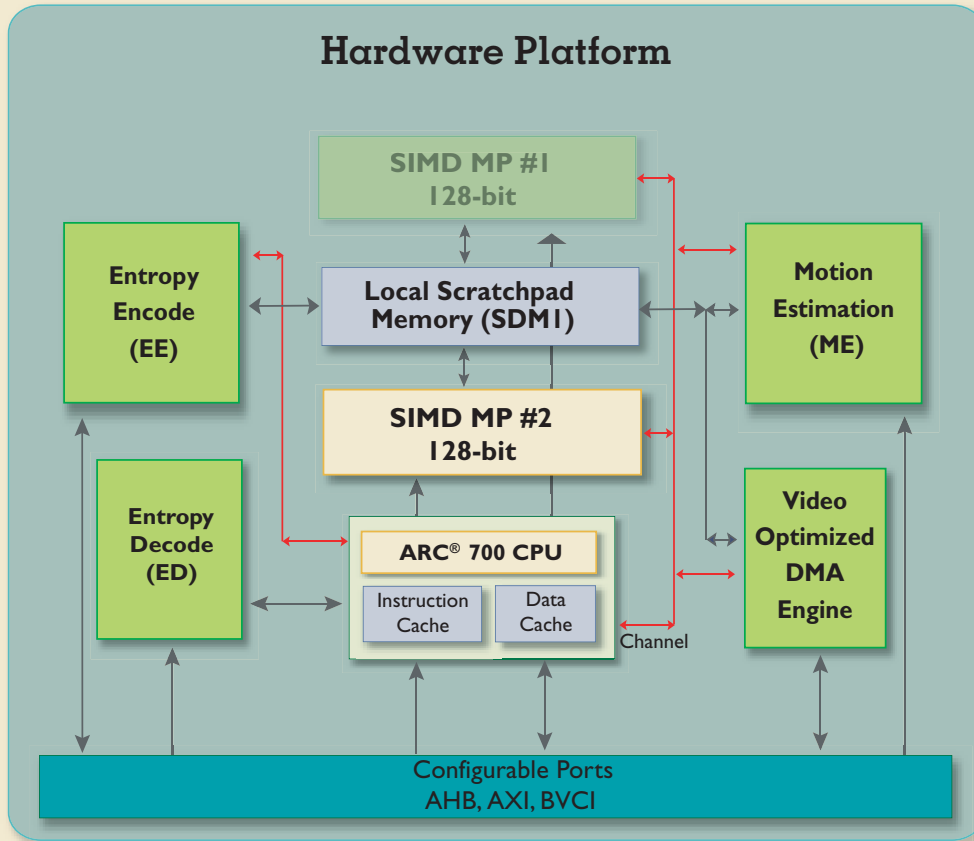 Hardware Platform
SIMD MP #1
128-bit
Entropy
Encode
(EE)
Local Scratchpad
Memory (SDM1)
Motion
Estimation
(ME)
SIMD MP #2
128-bit
Entropy
Decode
(ED)
ARC® 700 CPU
Instruction
Cache
Data
Cache
Channel
Video
Optimized
DMA
Engine
Configurable Ports
AHB, AXI, BVCI